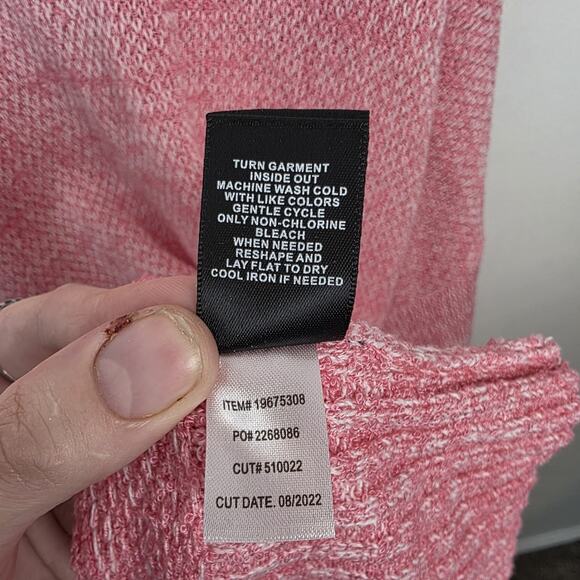 TURN GARMENT
INSIDE OUT
MACHINE WASH COLD
WITH LIKE COLORS
GENTLE CYCLE
ONLY NON-CHLORINE
BLEACH
WHEN NEEDED
RESHAPE AND
LAY FLAT TO DRY
COOL IRON IF NEEDED
ITEM# 19675308
PO# 2268086
CUT# 510022
CUT DATE. 08/2022